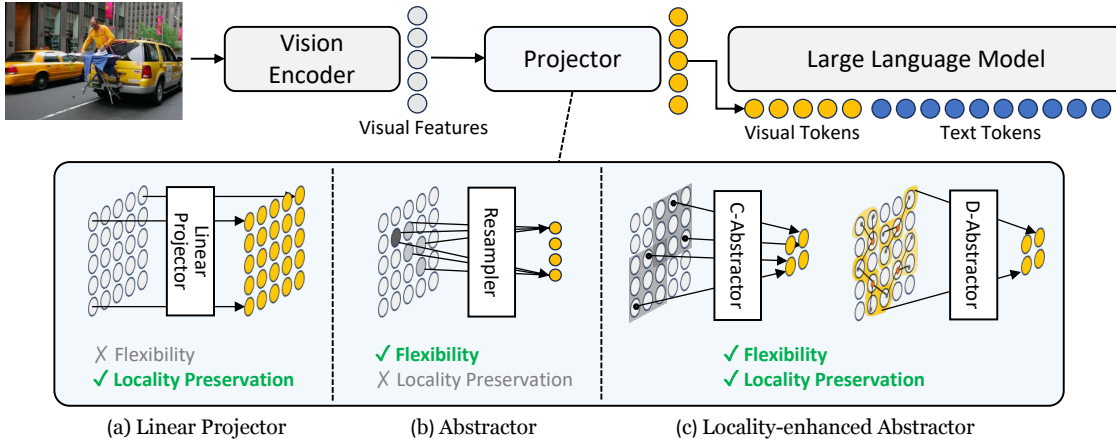 Vision
Encoder
Projector
Large Language Model
Visual Features
Visual Tokens
Text Tokens
Linear
Projector
✗ Flexibility
✓ Locality Preservation
Resampler
✓ Flexibility
✗ Locality Preservation
C-Abstractor
D-Abstractor
✓ Flexibility
✓ Locality Preservation
(a) Linear Projector
(b) Abstractor
(c) Locality-enhanced Abstractor